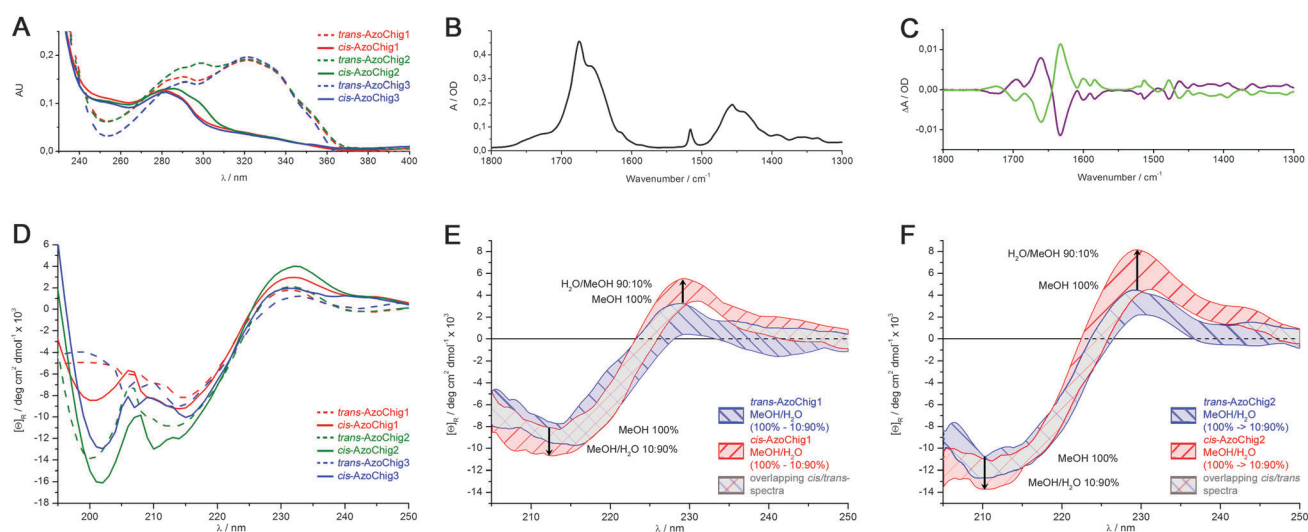 A
AU
0,2
0,1
0,0
240
260
280
300
320
340
360
380
400
λ / nm
trans-AzoChig1
cis-AzoChig1
trans-AzoChig2
cis-AzoChig2
trans-AzoChig3
cis-AzoChig3
B
A / OD
0,5
0,4
0,3
0,2
0,1
0,0
1800
1700
1600
1500
1400
1300
Wavenumber / cm⁻¹
C
ΔA / OD
0,01
0,00
-0,01
1800
1700
1600
1500
1400
1300
Wavenumber / cm⁻¹
D
[Θ]R / deg cm² dmol⁻¹ x 10³
6
4
2
0
-2
-4
-6
-8
-10
-12
-14
-16
-18
200
210
220
230
240
250
λ / nm
trans-AzoChig1
cis-AzoChig1
trans-AzoChig2
cis-AzoChig2
trans-AzoChig3
cis-AzoChig3
E
[Θ]R / deg cm² dmol⁻¹ x 10³
8
6
4
2
0
-2
-4
-6
-8
-10
-12
-14
205
210
220
230
240
250
λ / nm
H₂O/MeOH 90:10%
MeOH 100%
MeOH 100%
MeOH/H₂O 10:90%
trans-AzoChig1
MeOH/H₂O
(100% - 10:90%)
cis-AzoChig1
MeOH/H₂O
(100% - 10:90%)
overlapping cis/trans-
spectra
F
[Θ]R / deg cm² dmol⁻¹ x 10³
8
6
4
2
0
-2
-4
-6
-8
-10
-12
-14
210
220
230
240
250
λ / nm
H₂O/MeOH 90:10%
MeOH 100%
MeOH 100%
MeOH/H₂O 10:90%
trans-AzoChig2
MeOH/H₂O
(100% -> 10:90%)
cis-AzoChig2
MeOH/H₂O
(100% -> 10:90%)
overlapping cis/trans-
spectra